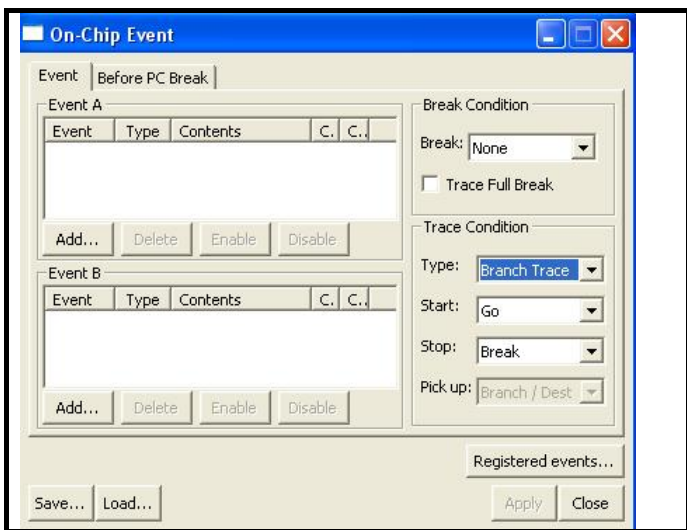 On-Chip Event
Event
Before PC Break
Event A
Event Type Contents C. C..
Add... Delete Enable Disable
Event B
Event Type Contents C. C..
Add... Delete Enable Disable
Break Condition
Break: None
Trace Full Break
Trace Condition
Type: Branch Trace
Start: Go
Stop: Break
Pick up: Branch / Dest
Registered events...
Save... Load...
Apply Close